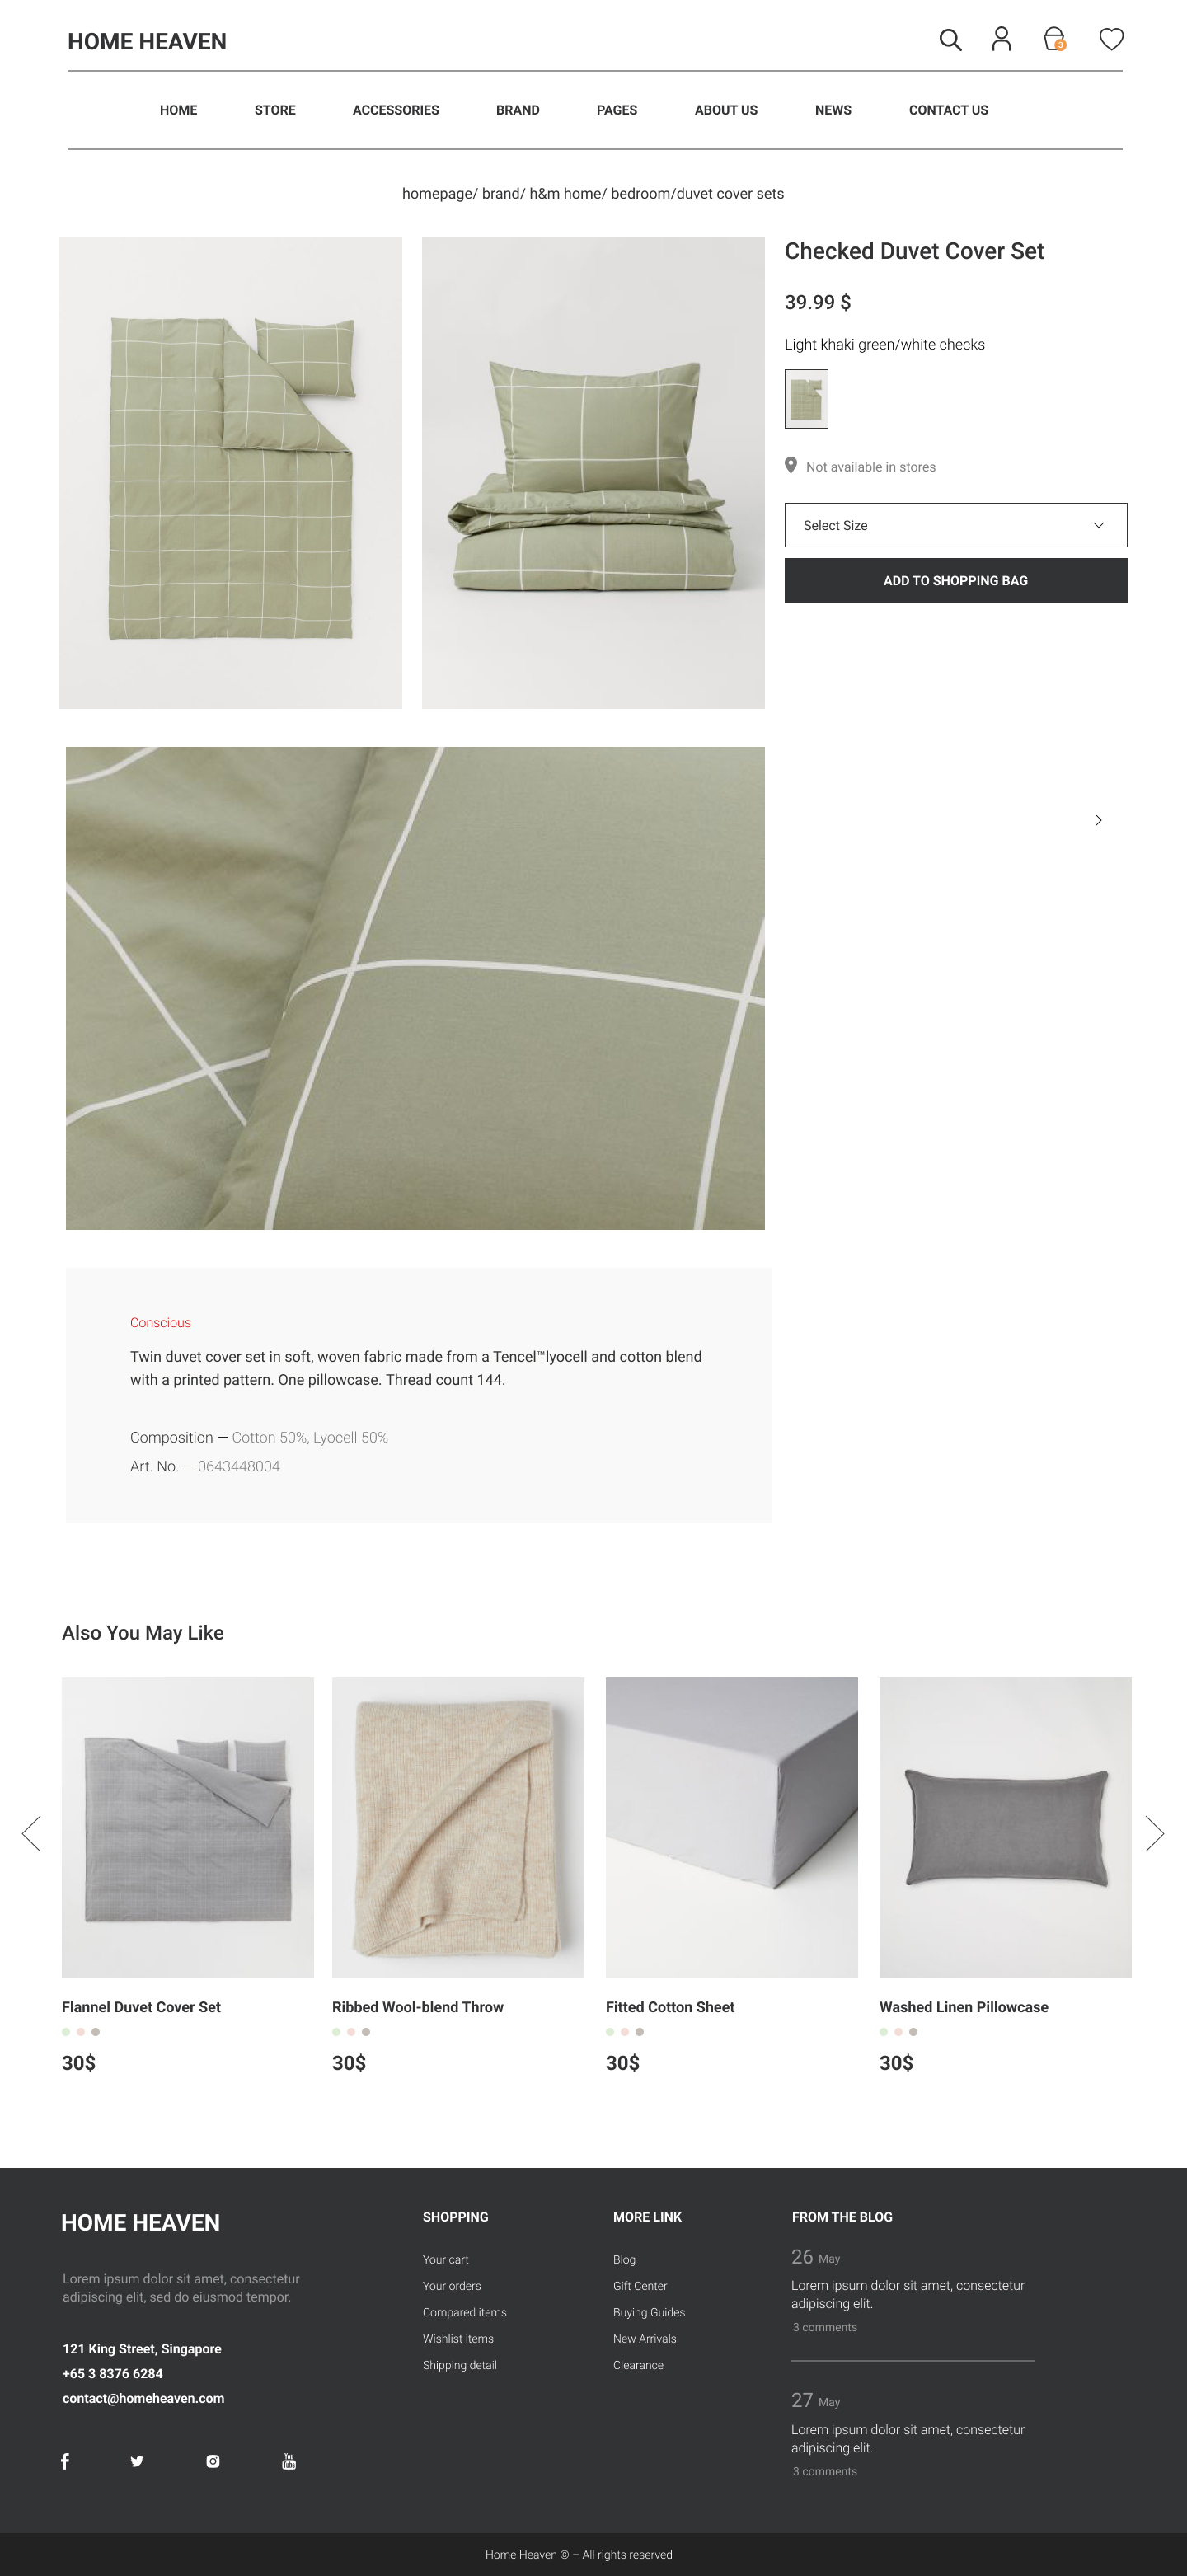 HOME HEAVEN
3
HOME STORE ACCESSORIES BRAND PAGES ABOUT US NEWS CONTACT US
homepage/ brand/ h&m home/ bedroom/duvet cover sets
Checked Duvet Cover Set
39.99 $
Light khaki green/white checks
Not available in stores
Select Size
ADD TO SHOPPING BAG
Conscious
Twin duvet cover set in soft, woven fabric made from a Tencel™lyocell and cotton blend
with a printed pattern. One pillowcase. Thread count 144.
Composition — Cotton 50%, Lyocell 50%
Art. No. — 0643448004
Also You May Like
Flannel Duvet Cover Set
30$
Ribbed Wool-blend Throw
30$
Fitted Cotton Sheet
30$
Washed Linen Pillowcase
30$
HOME HEAVEN
Lorem ipsum dolor sit amet, consectetur
adipiscing elit, sed do eiusmod tempor.
121 King Street, Singapore
+65 3 8376 6284
contact@homeheaven.com
You
Tube
SHOPPING
Your cart
Your orders
Compared items
Wishlist items
Shipping detail
MORE LINK
Blog
Gift Center
Buying Guides
New Arrivals
Clearance
FROM THE BLOG
26 May
Lorem ipsum dolor sit amet, consectetur
adipiscing elit.
3 comments
27 May
Lorem ipsum dolor sit amet, consectetur
adipiscing elit.
3 comments
Home Heaven © – All rights reserved